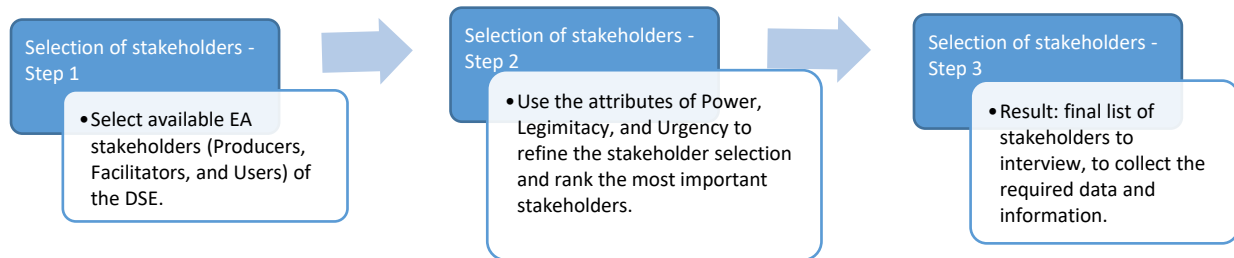 Selection of stakeholders -
Step 1
•Select available EA
stakeholders (Producers,
Facilitators, and Users) of
the DSE.
Selection of stakeholders -
Step 2
•Use the attributes of Power,
Legimitacy, and Urgency to
refine the stakeholder selection
and rank the most important
stakeholders.
Selection of stakeholders -
Step 3
•Result: final list of
stakeholders to
interview, to collect the
required data and
information.